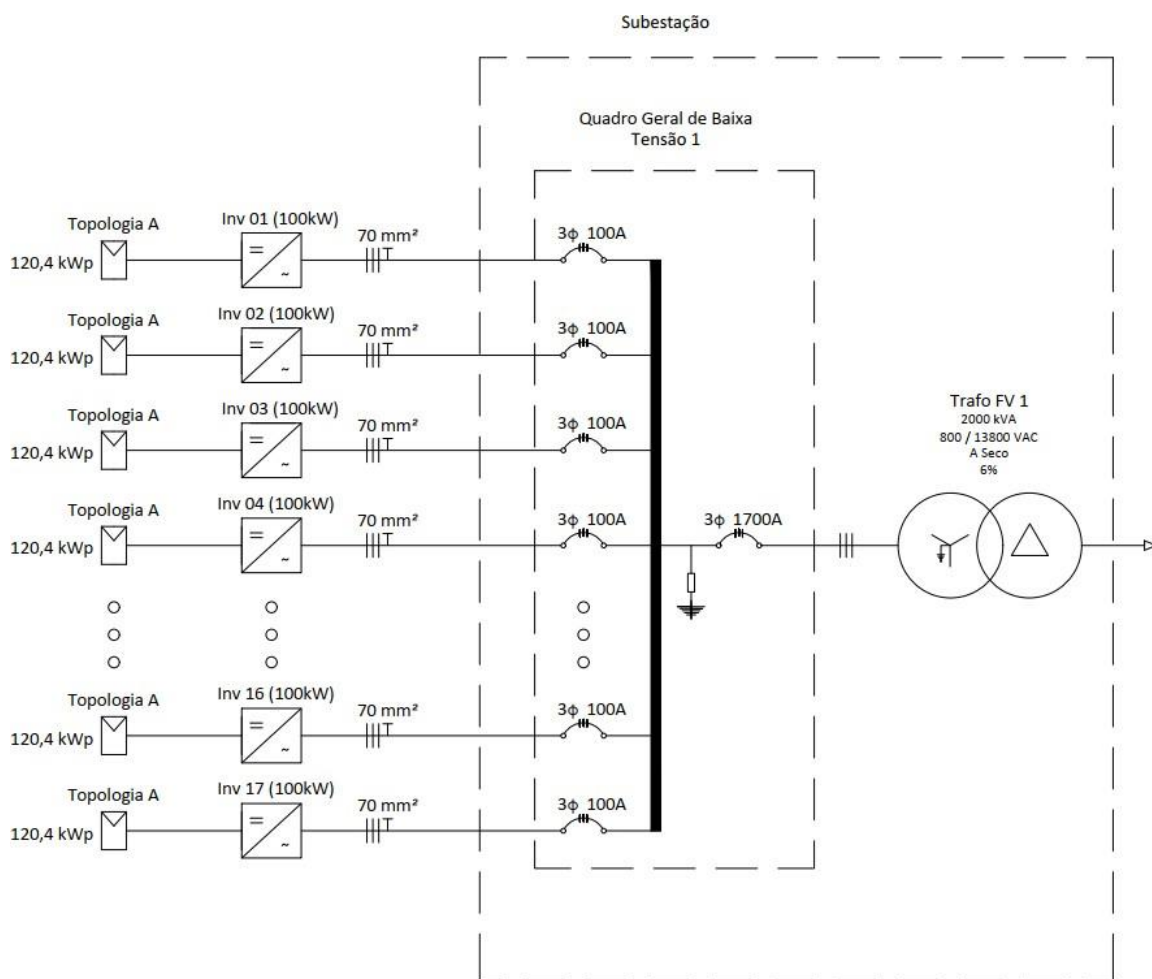 Subestação
Quadro Geral de Baixa
Tensão 1
Topologia A
Inv 01 (100kW)
70 mm²
3ϕ 100A
120,4 kWp
Topologia A
Inv 02 (100kW)
70 mm²
3ϕ 100A
120,4 kWp
Topologia A
Inv 03 (100kW)
70 mm²
3ϕ 100A
120,4 kWp
Trafo FV 1
2000 kVA
800 / 13800 VAC
A Seco
6%
Topologia A
Inv 04 (100kW)
70 mm²
3ϕ 100A
3ϕ 1700A
120,4 kWp
Topologia A
Inv 16 (100kW)
70 mm²
3ϕ 100A
120,4 kWp
Topologia A
Inv 17 (100kW)
70 mm²
3ϕ 100A
120,4 kWp